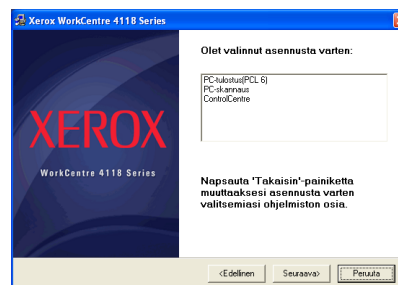 Xerox WorkCentre 4118 Series
Olet valinnut asennusta varten:
PC-tulostus(PCL 6)
PC-skannaus
ControlCentre
XEROX
WorkCentre 4118 Series
Napsauta 'Takaisin'-painiketta
muuttaaksesi asennusta varten
valitsemiasi ohjelmiston osia.
<Edellinen
Seuraava>
Peruuta